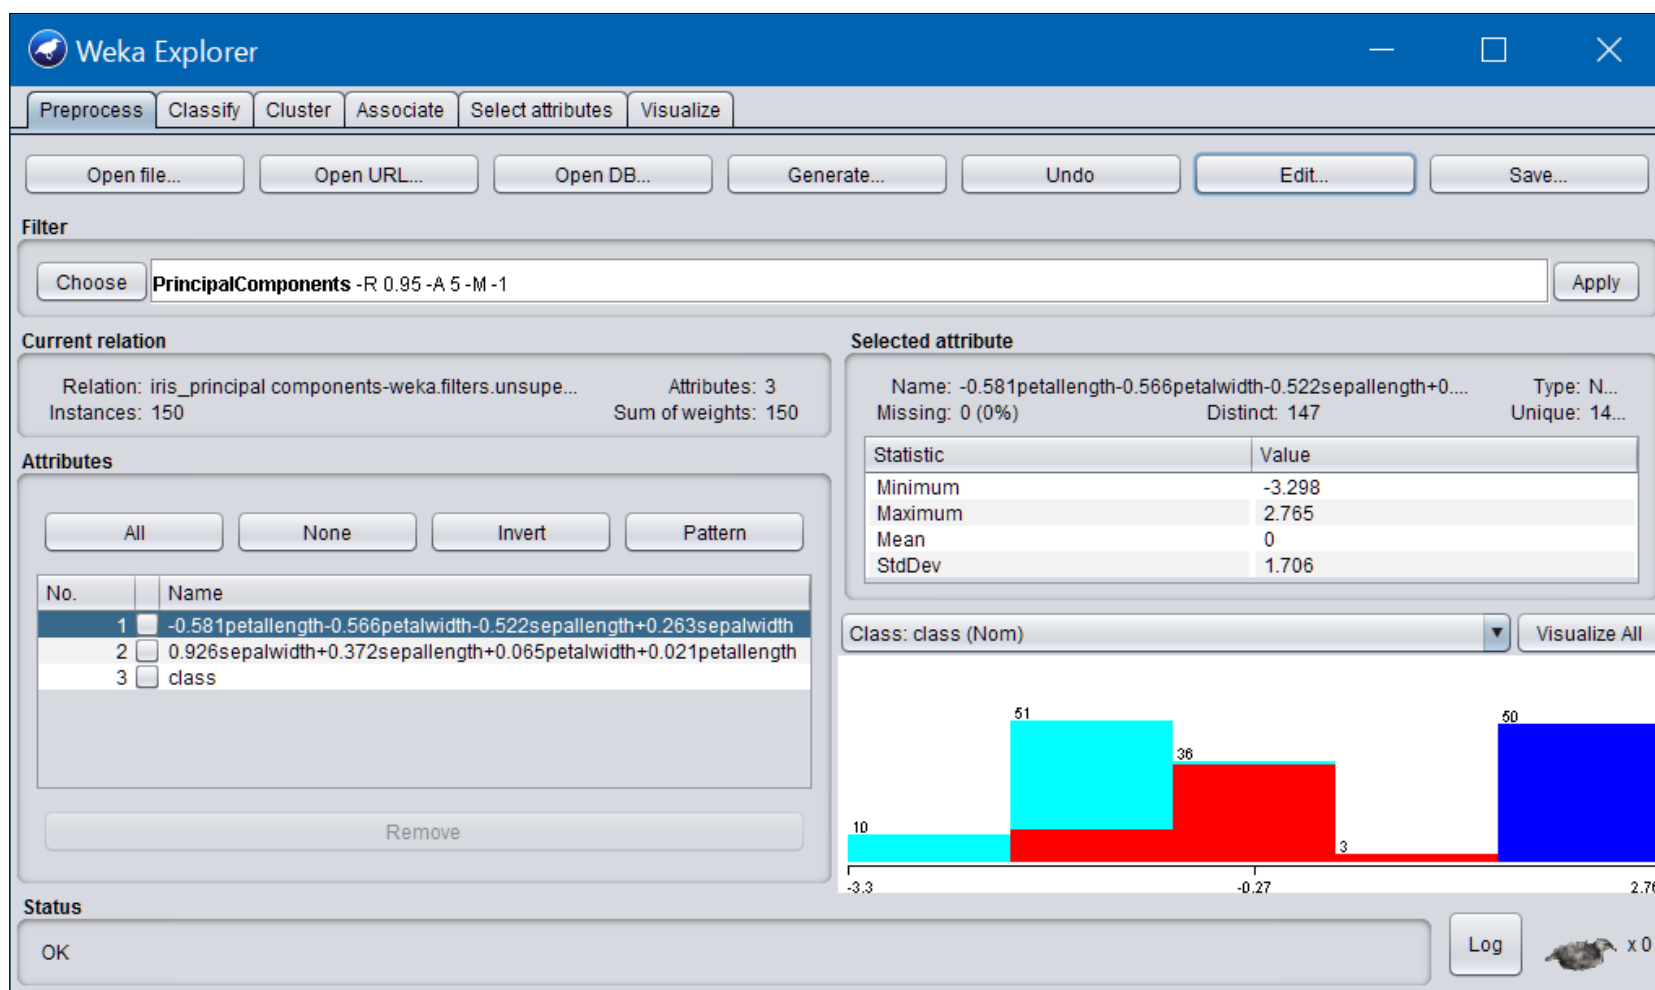 Weka Explorer
Preprocess Classify Cluster Associate Select attributes Visualize
Open file... Open URL... Open DB... Generate... Undo Edit... Save...
Filter
Choose PrincipalComponents -R 0.95 -A 5 -M -1 Apply
Current relation
Relation: iris_principal components-weka.filters.unsupe... Attributes: 3
Instances: 150 Sum of weights: 150
Attributes
All None Invert Pattern
No. Name
1 -0.581petallength-0.566petalwidth-0.522sepallength+0.263sepalwidth
2 0.926sepalwidth+0.372sepallength+0.065petalwidth+0.021petallength
3 class
Remove
Selected attribute
Name: -0.581petallength-0.566petalwidth-0.522sepallength+0.... Type: N...
Missing: 0 (0%) Distinct: 147 Unique: 14...
Statistic Value
Minimum -3.298
Maximum 2.765
Mean 0
StdDev 1.706
Class: class (Nom) Visualize All
51
50
36
10
3
-3.3 -0.27 2.76
Status
OK
Log x 0